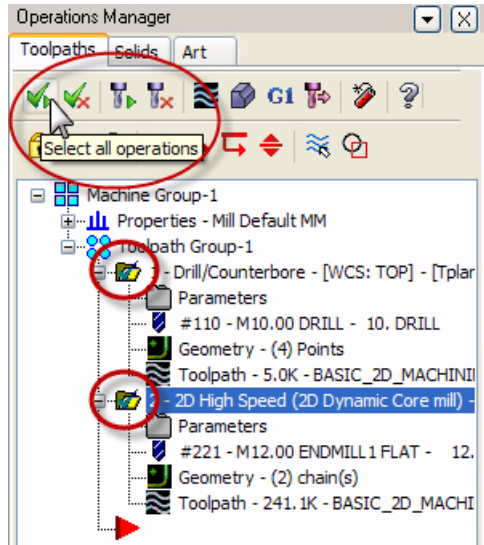 Operations Manager
Toolpaths Solids Art
G1
Select all operations
Machine Group-1
Properties - Mill Default MM
Toolpath Group-1
1 - Drill/Counterbore - [WCS: TOP] - [Tplan
Parameters
#110 - M10.00 DRILL - 10. DRILL
Geometry - (4) Points
Toolpath - 5.0K - BASIC_2D_MACHINI
2 - 2D High Speed (2D Dynamic Core mill) -
Parameters
#221 - M12.00 ENDMILL1 FLAT - 12.
Geometry - (2) chain(s)
Toolpath - 241.1K - BASIC_2D_MACHI